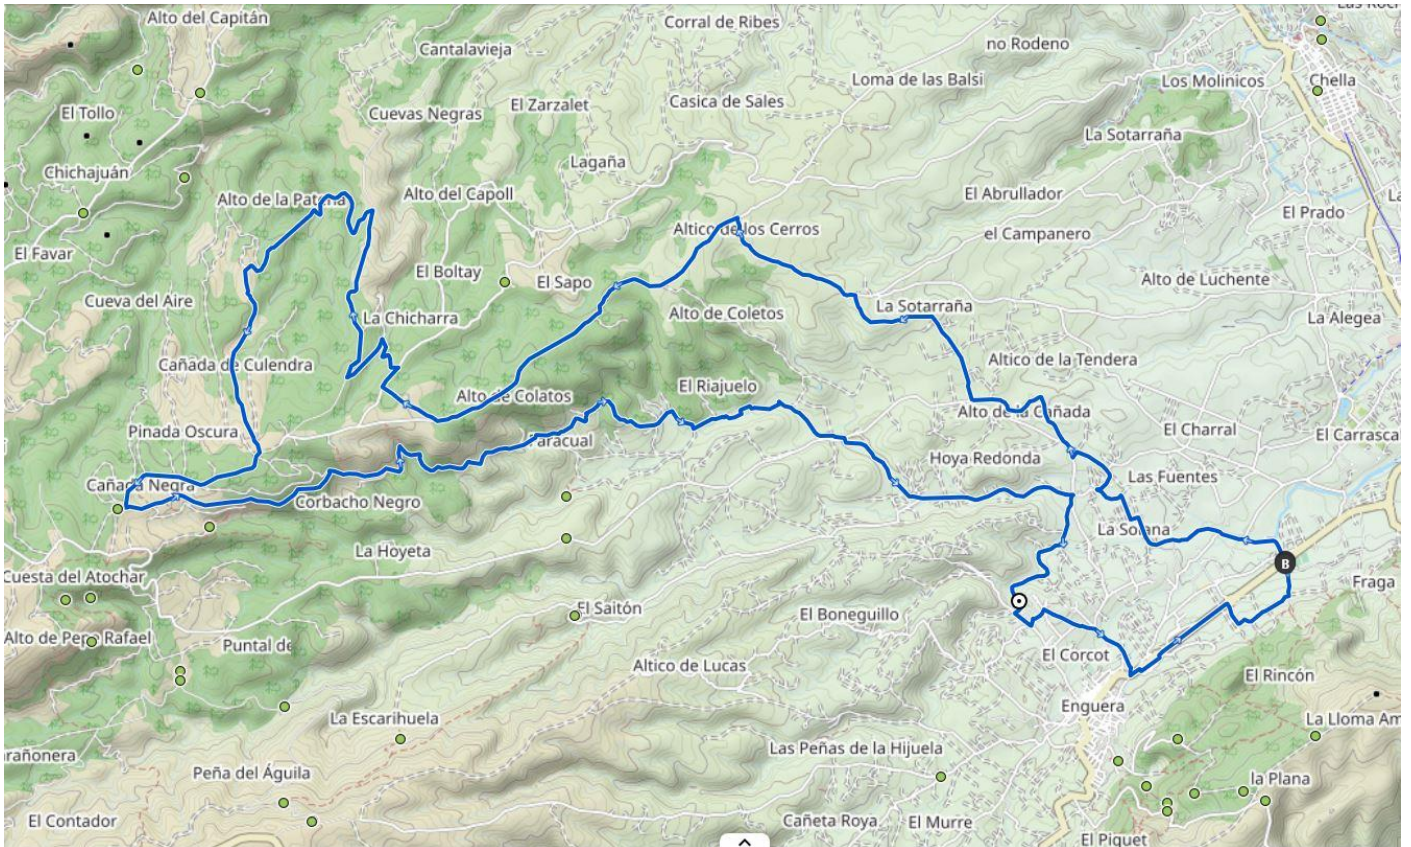 Alto del Capitán
Corral de Ribes
Cantalavieja
no Rodeno
Los Molinicos
Chella
Loma de las Balsi
El Zarzalet
Casica de Sales
Cuevas Negras
El Tollo
La Sotarraña
Lagaña
Chichajuán
Alto de la Patena
Alto del Capoll
El Abrullador
El Prado
Altico de los Cerros
el Campanero
El Favar
El Boltay
El Sapo
Alto de Luchente
Cueva del Aire
La Chicharra
Alto de Coletos
La Sotarraña
La Alegea
Cañada de Culendra
Altico de la Tendera
El Riajuelo
Alto de Colatos
Alto de la Cañada
Pinada Oscura
El Charral
El Carrasca
Hoya Redonda
Cañada Negra
Las Fuentes
Corbacho Negro
La Solana
La Hoyeta
B
Cuesta del Atochar
Fraga
El Saitón
El Boneguillo
Alto de Pepe Rafael
Puntal de
El Corcot
Altico de Lucas
El Rincón
Enguera
La Escarihuela
La Lloma Am
Las Peñas de la Hijuela
Peña del Águila
la Plana
El Contador
Cañeta Roya
El Murre
El Piquet